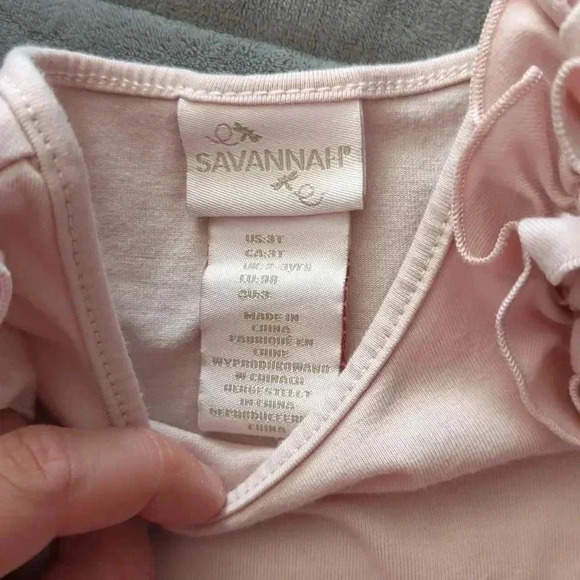 SAVANNAH®
US:3T
CA:3T
UK:2-3YRS
EU:98
AU:3
MADE IN
CHINA
FABRIQUÉ EN
CHINE
WYPRODUKOWANO
W CHINACH
HERGESTELLT
IN CHINA
GEPRODUCEERD
CHINA